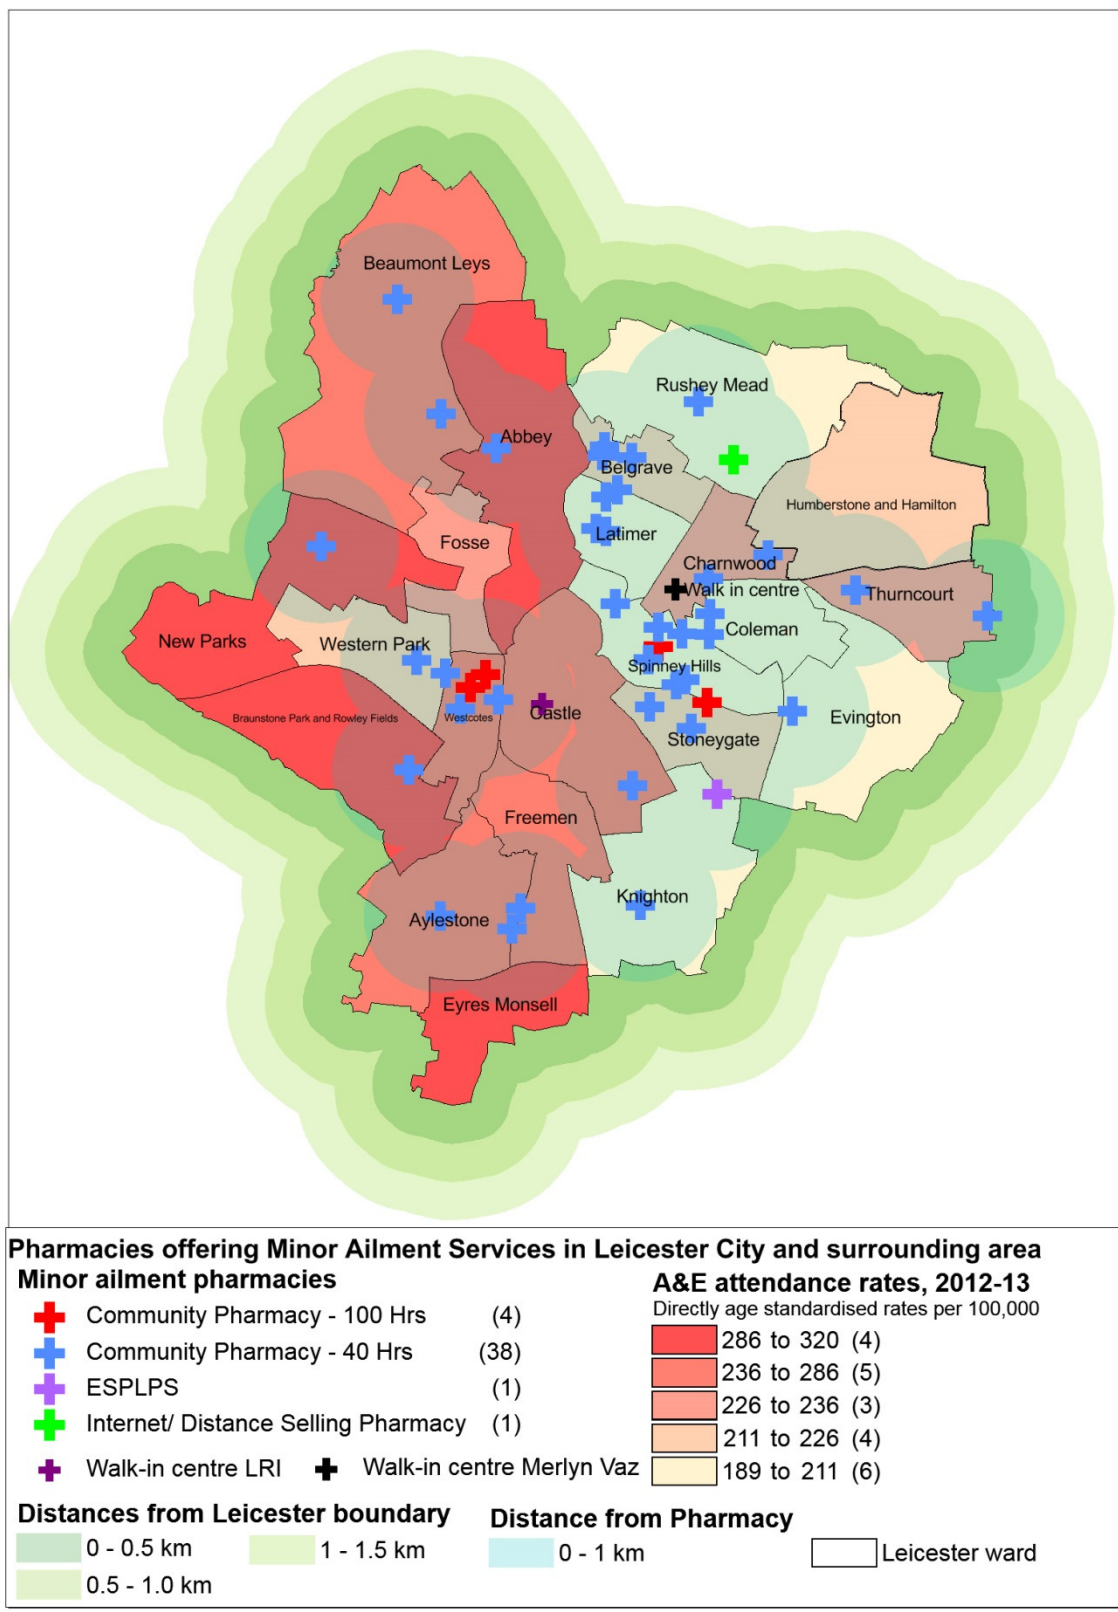 Beaumont Leys
Rushey Mead
Abbey
Belgrave
Humberstone and Hamilton
Latimer
Fosse
Charnwood
Walk in centre
Thurncourt
Coleman
New Parks
Western Park
Spinney Hills
Braunstone Park and Rowley Fields
Westcotes
Castle
Evington
Stoneygate
Freemen
Knighton
Aylestone
Eyres Monsell
Pharmacies offering Minor Ailment Services in Leicester City and surrounding area
Minor ailment pharmacies
Community Pharmacy - 100 Hrs (4)
Community Pharmacy - 40 Hrs (38)
ESPLPS (1)
Internet/ Distance Selling Pharmacy (1)
Walk-in centre LRI
Walk-in centre Merlyn Vaz
A&E attendance rates, 2012-13
Directly age standardised rates per 100,000
286 to 320 (4)
236 to 286 (5)
226 to 236 (3)
211 to 226 (4)
189 to 211 (6)
Distances from Leicester boundary
0 - 0.5 km
1 - 1.5 km
0.5 - 1.0 km
Distance from Pharmacy
0 - 1 km
Leicester ward